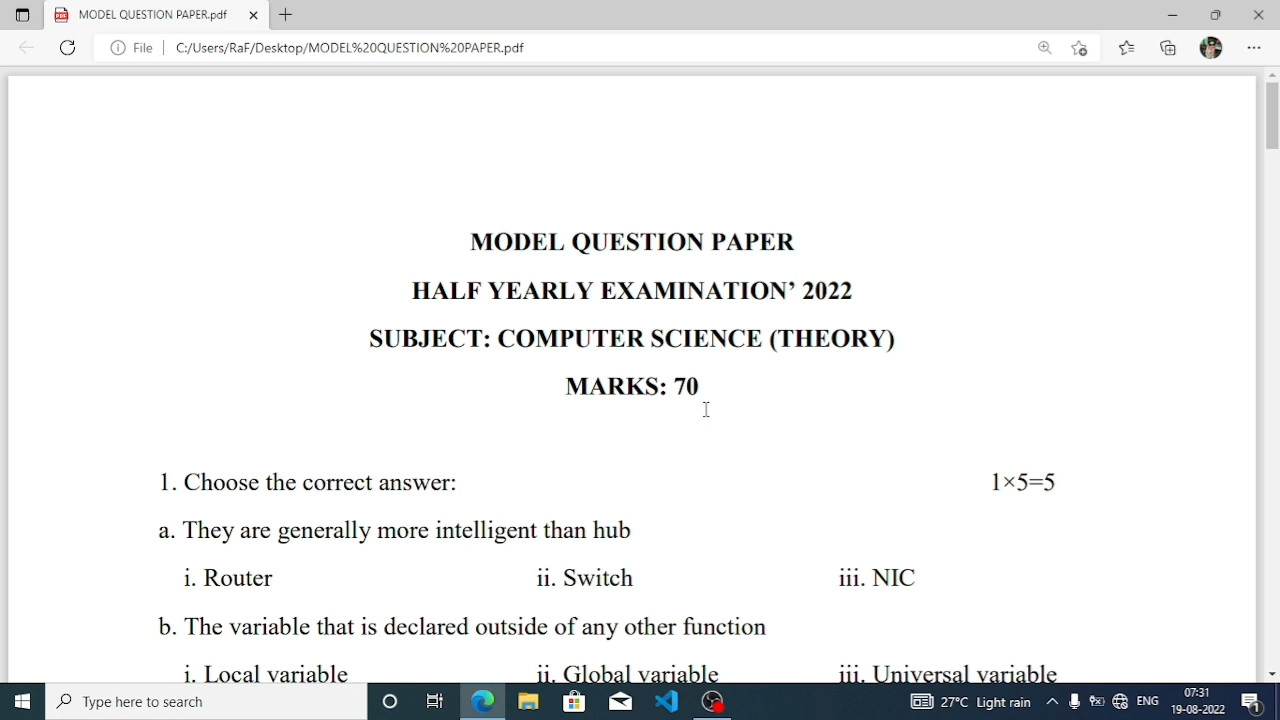 MODEL QUESTION PAPER.pdf
File C:/Users/RaF/Desktop/MODEL%20QUESTION%20PAPER.pdf
MODEL QUESTION PAPER
HALF YEARLY EXAMINATION’ 2022
SUBJECT: COMPUTER SCIENCE (THEORY)
MARKS: 70
1. Choose the correct answer: 1×5=5
a. They are generally more intelligent than hub
i. Router ii. Switch iii. NIC
b. The variable that is declared outside of any other function
i. Local variable ii. Global variable iii. Universal variable
Type here to search 27°C Light rain ENG 07:31
19-08-2022 1